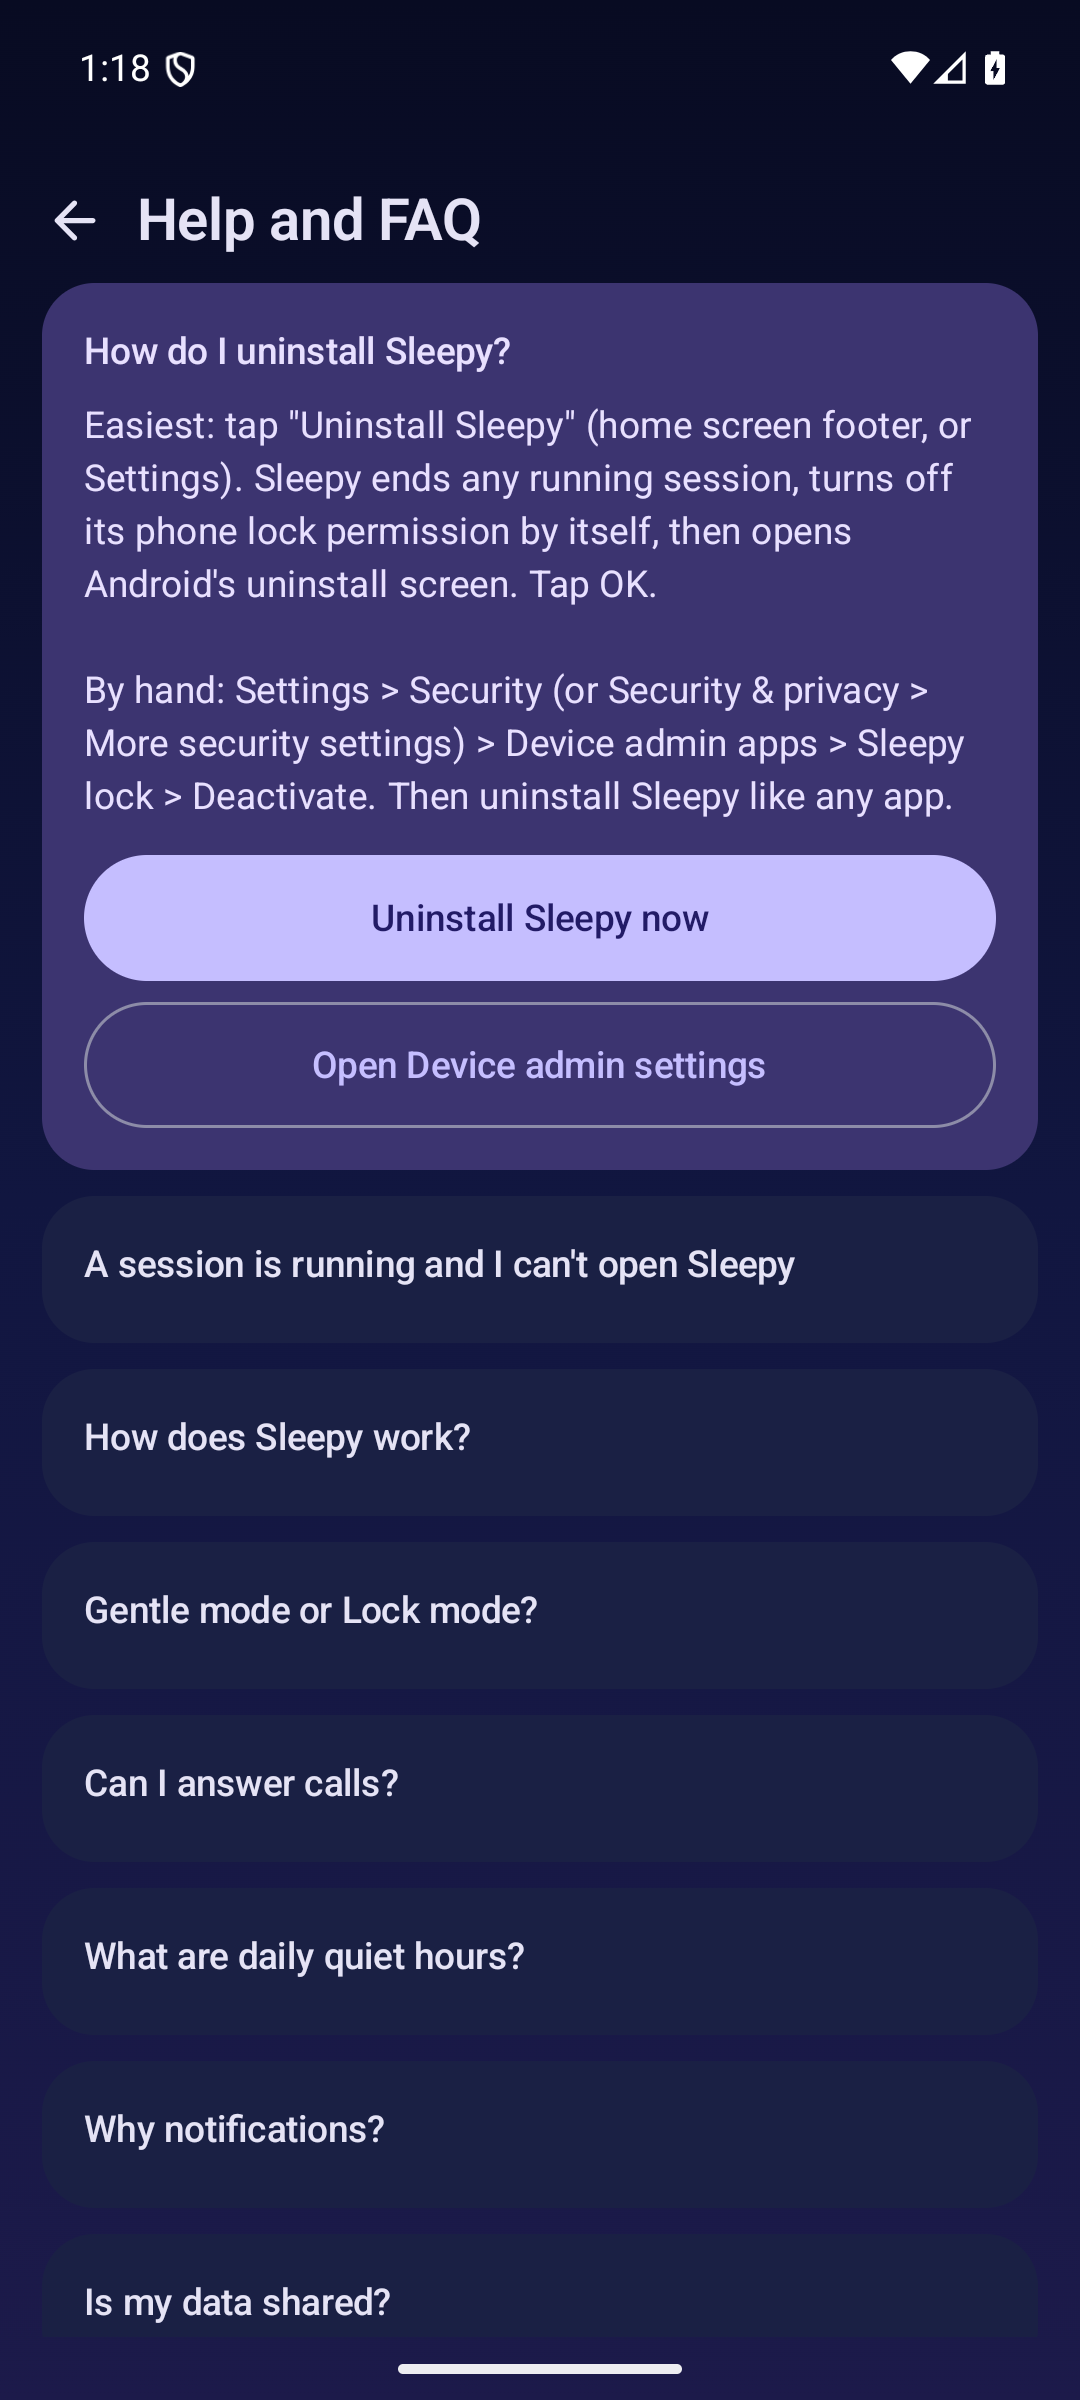 1:18
Help and FAQ
How do I uninstall Sleepy?
Easiest: tap "Uninstall Sleepy" (home screen footer, or
Settings). Sleepy ends any running session, turns off
its phone lock permission by itself, then opens
Android's uninstall screen. Tap OK.
By hand: Settings > Security (or Security & privacy >
More security settings) > Device admin apps > Sleepy
lock > Deactivate. Then uninstall Sleepy like any app.
Uninstall Sleepy now
Open Device admin settings
A session is running and I can't open Sleepy
How does Sleepy work?
Gentle mode or Lock mode?
Can I answer calls?
What are daily quiet hours?
Why notifications?
Is my data shared?